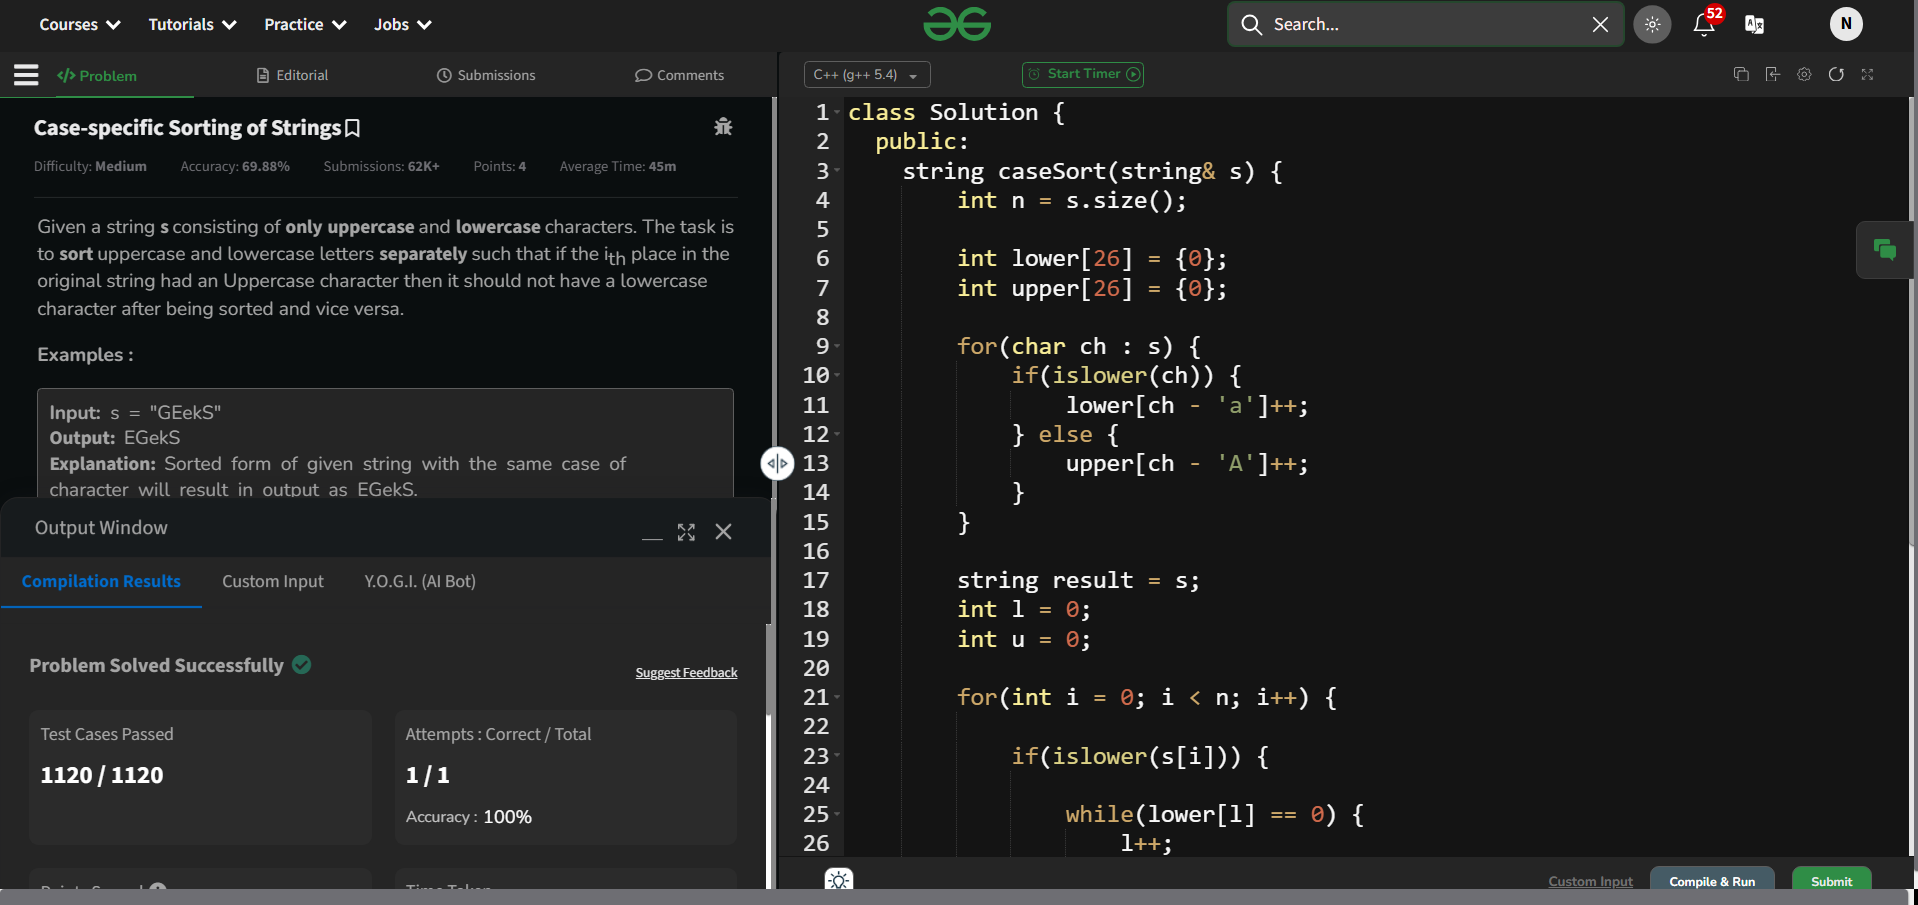 Courses Tutorials Practice Jobs Search... 52 N
Problem Editorial Submissions Comments C++ (g++ 5.4) Start Timer
Case-specific Sorting of Strings
Difficulty: Medium Accuracy: 69.88% Submissions: 62K+ Points: 4 Average Time: 45m
Given a string s consisting of only uppercase and lowercase characters. The task is
to sort uppercase and lowercase letters separately such that if the ith place in the
original string had an Uppercase character then it should not have a lowercase
character after being sorted and vice versa.
Examples :
Input: s = "GEekS"
Output: EGekS
Explanation: Sorted form of given string with the same case of
character will result in output as EGekS.
Output Window
Compilation Results Custom Input Y.O.G.I. (AI Bot)
Problem Solved Successfully
Suggest Feedback
Test Cases Passed
1120 / 1120
Attempts : Correct / Total
1 / 1
Accuracy : 100%
1 class Solution {
2 public:
3 string caseSort(string& s) {
4 int n = s.size();
5
6 int lower[26] = {0};
7 int upper[26] = {0};
8
9 for(char ch : s) {
10 if(islower(ch)) {
11 lower[ch - 'a']++;
12 } else {
13 upper[ch - 'A']++;
14 }
15 }
16
17 string result = s;
18 int l = 0;
19 int u = 0;
20
21 for(int i = 0; i < n; i++) {
22
23 if(islower(s[i])) {
24
25 while(lower[l] == 0) {
26 l++;
Custom Input Compile & Run Submit